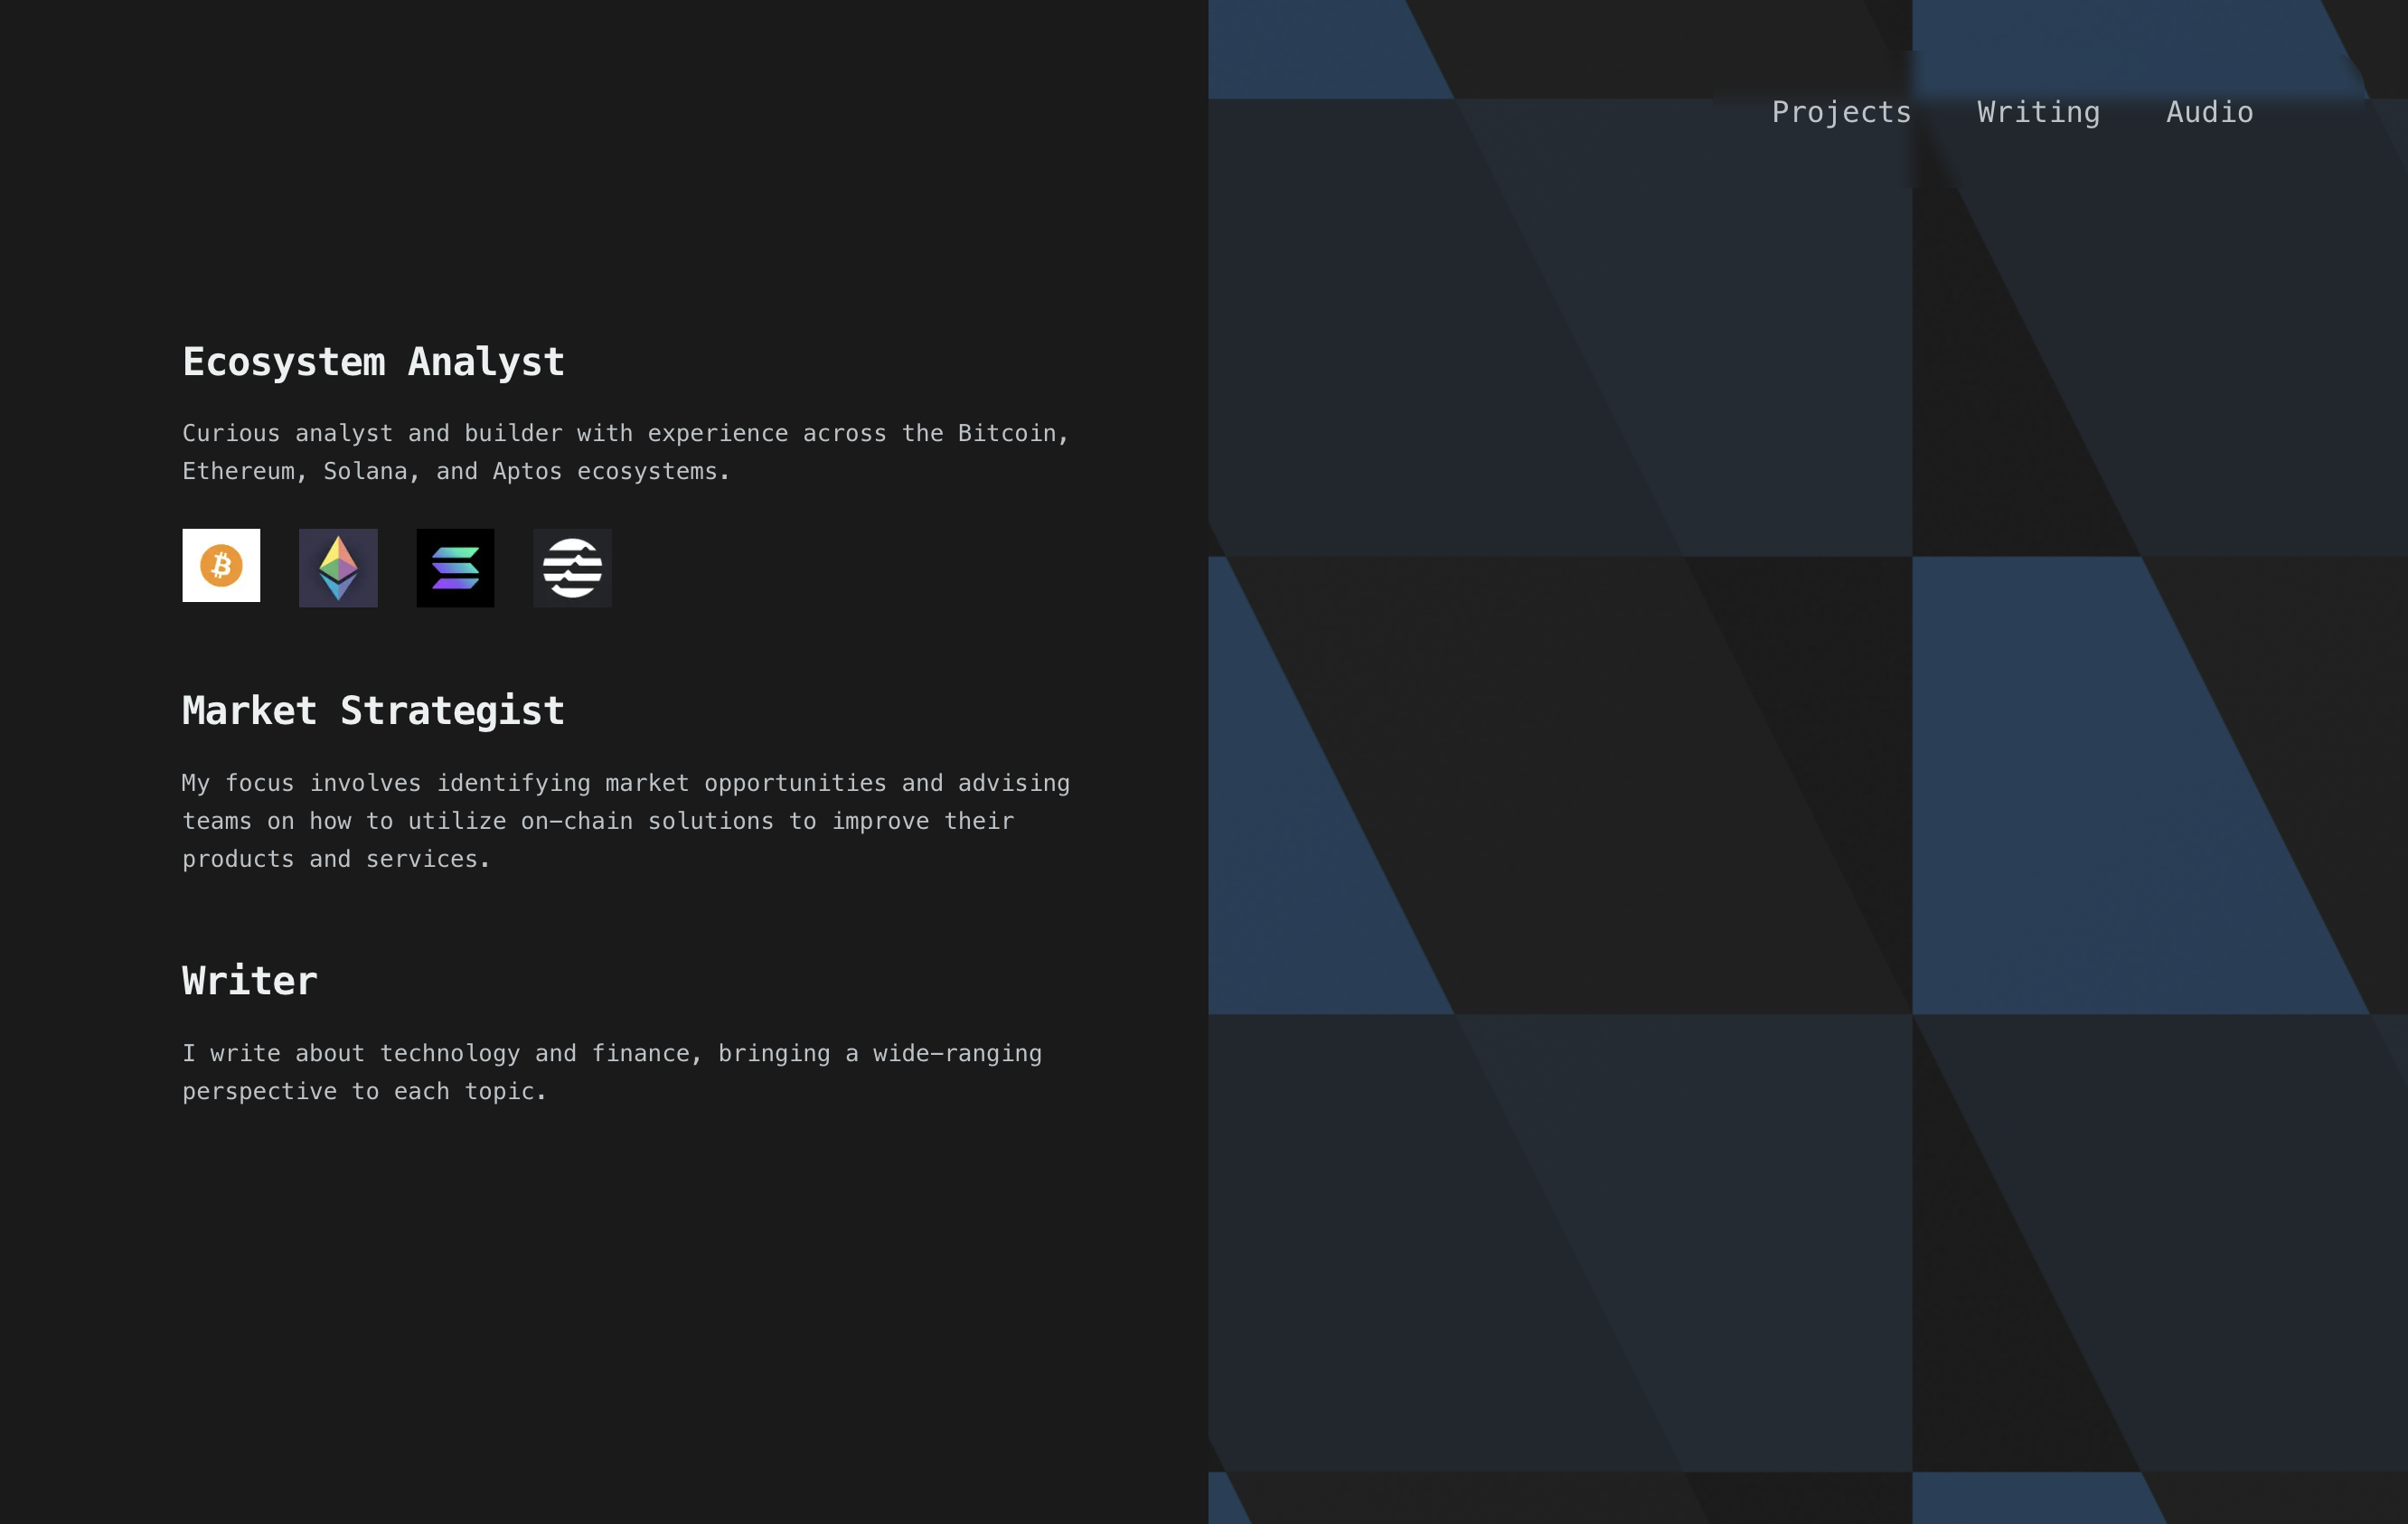 Projects Writing Audio
Ecosystem Analyst
Curious analyst and builder with experience across the Bitcoin,
Ethereum, Solana, and Aptos ecosystems.
Market Strategist
My focus involves identifying market opportunities and advising
teams on how to utilize on-chain solutions to improve their
products and services.
Writer
I write about technology and finance, bringing a wide-ranging
perspective to each topic.